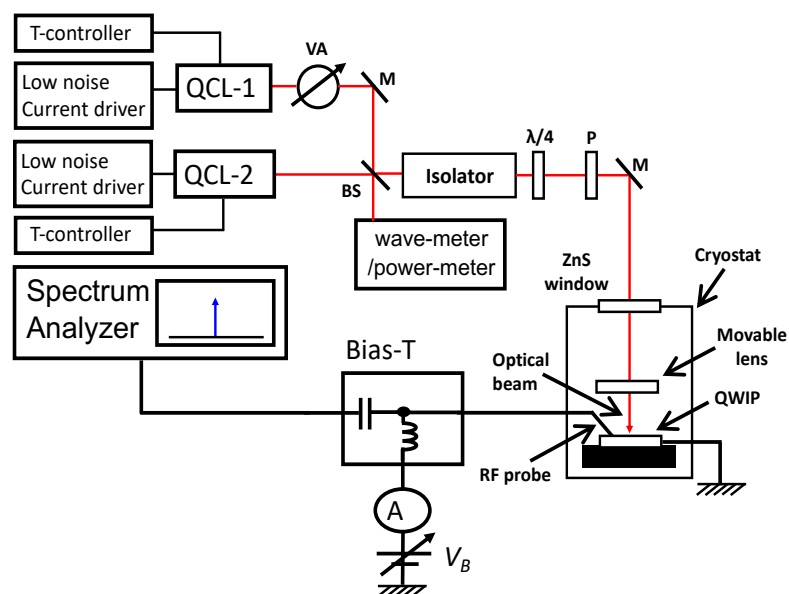 T-controller
Low noise
Current driver
QCL-1
VA
M
Low noise
Current driver
QCL-2
BS
Isolator
λ/4
P
M
T-controller
wave-meter
/power-meter
ZnS
window
Cryostat
Spectrum
Analyzer
Bias-T
Optical
beam
Movable
lens
QWIP
RF probe
A
V_B